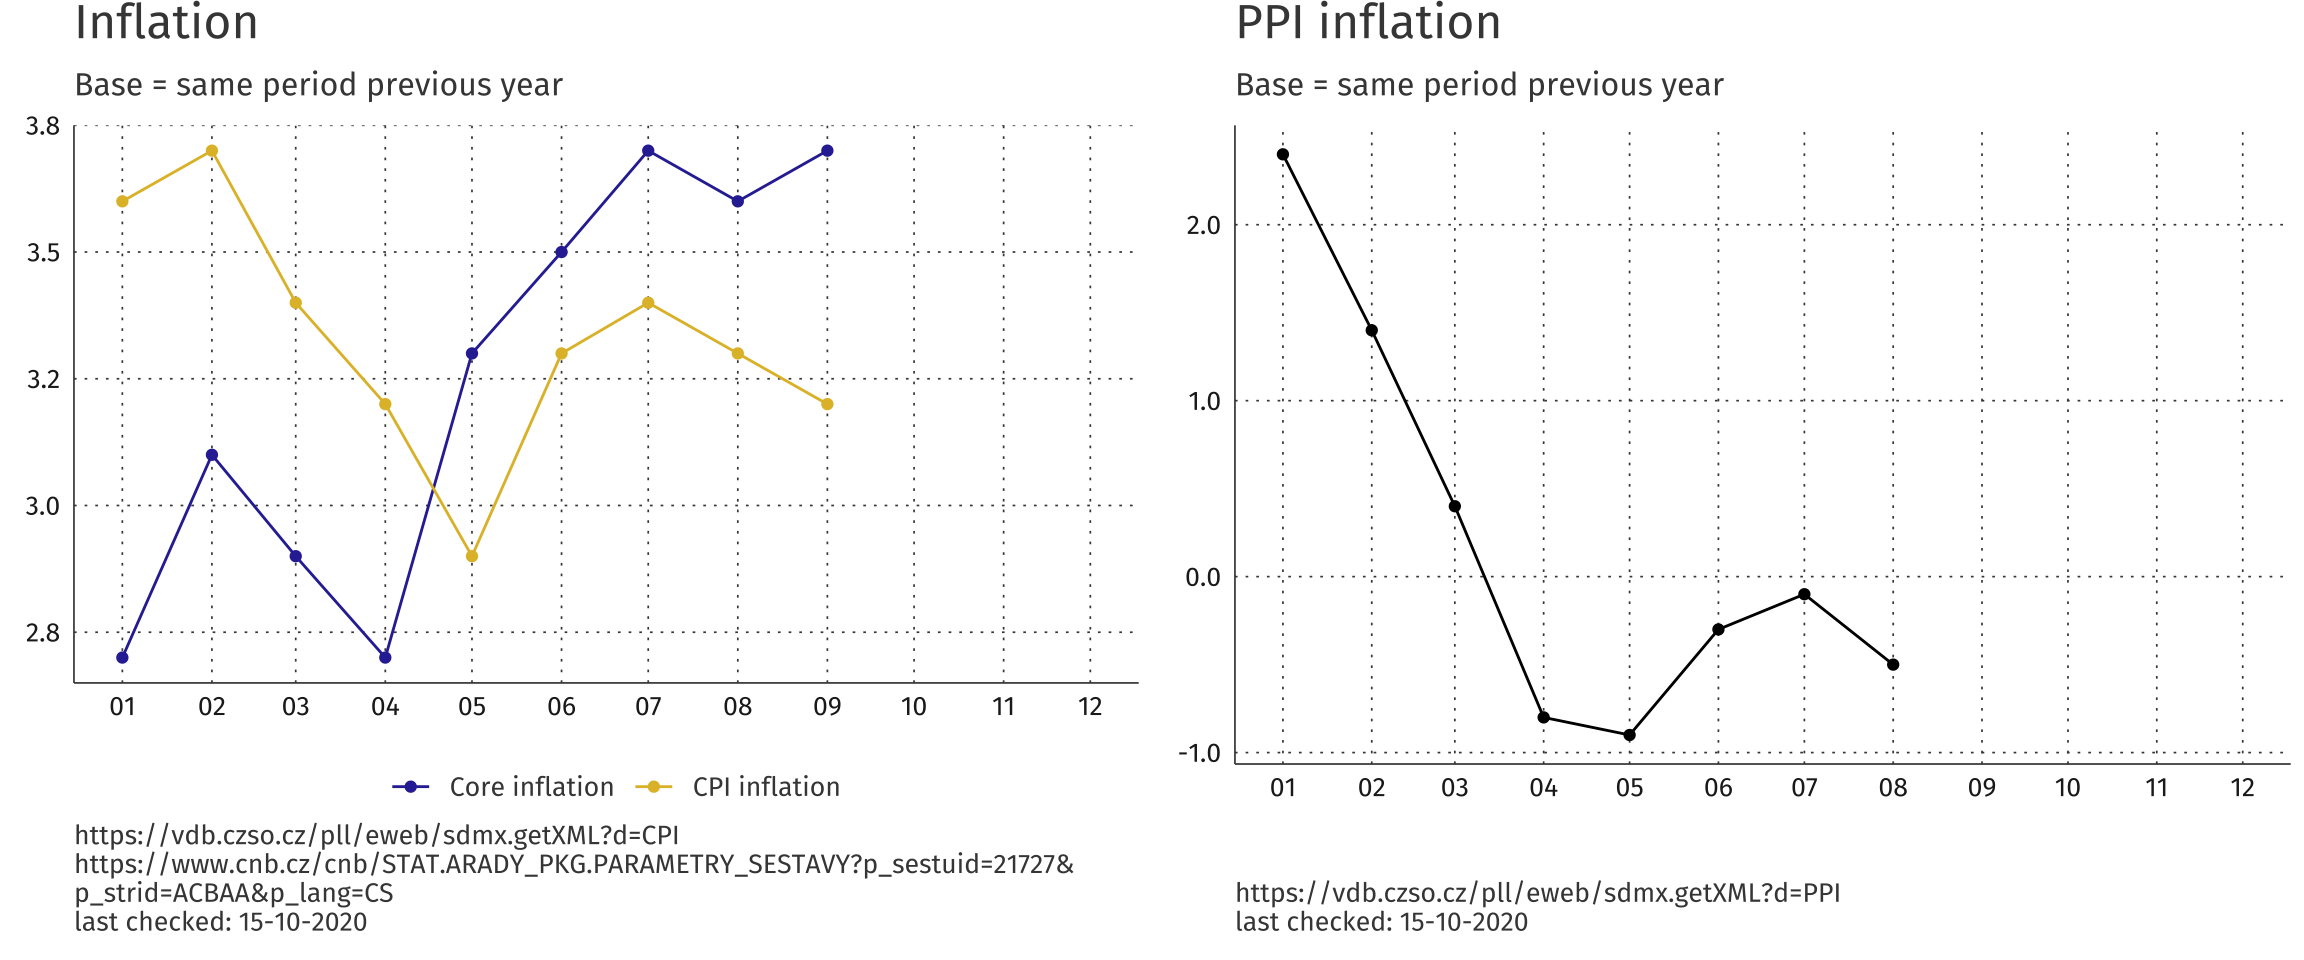 Inflation
Base = same period previous year
3.8
3.5
3.2
3.0
2.8
01 02 03 04 05 06 07 08 09 10 11 12
Core inflation CPI inflation
https://vdb.czso.cz/pll/eweb/sdmx.getXML?d=CPI
https://www.cnb.cz/cnb/STAT.ARADY_PKG.PARAMETRY_SESTAVY?p_sestuid=21727&
p_strid=ACBAA&p_lang=CS
last checked: 15-10-2020
PPI inflation
Base = same period previous year
2.0
1.0
0.0
-1.0
01 02 03 04 05 06 07 08 09 10 11 12
https://vdb.czso.cz/pll/eweb/sdmx.getXML?d=PPI
last checked: 15-10-2020